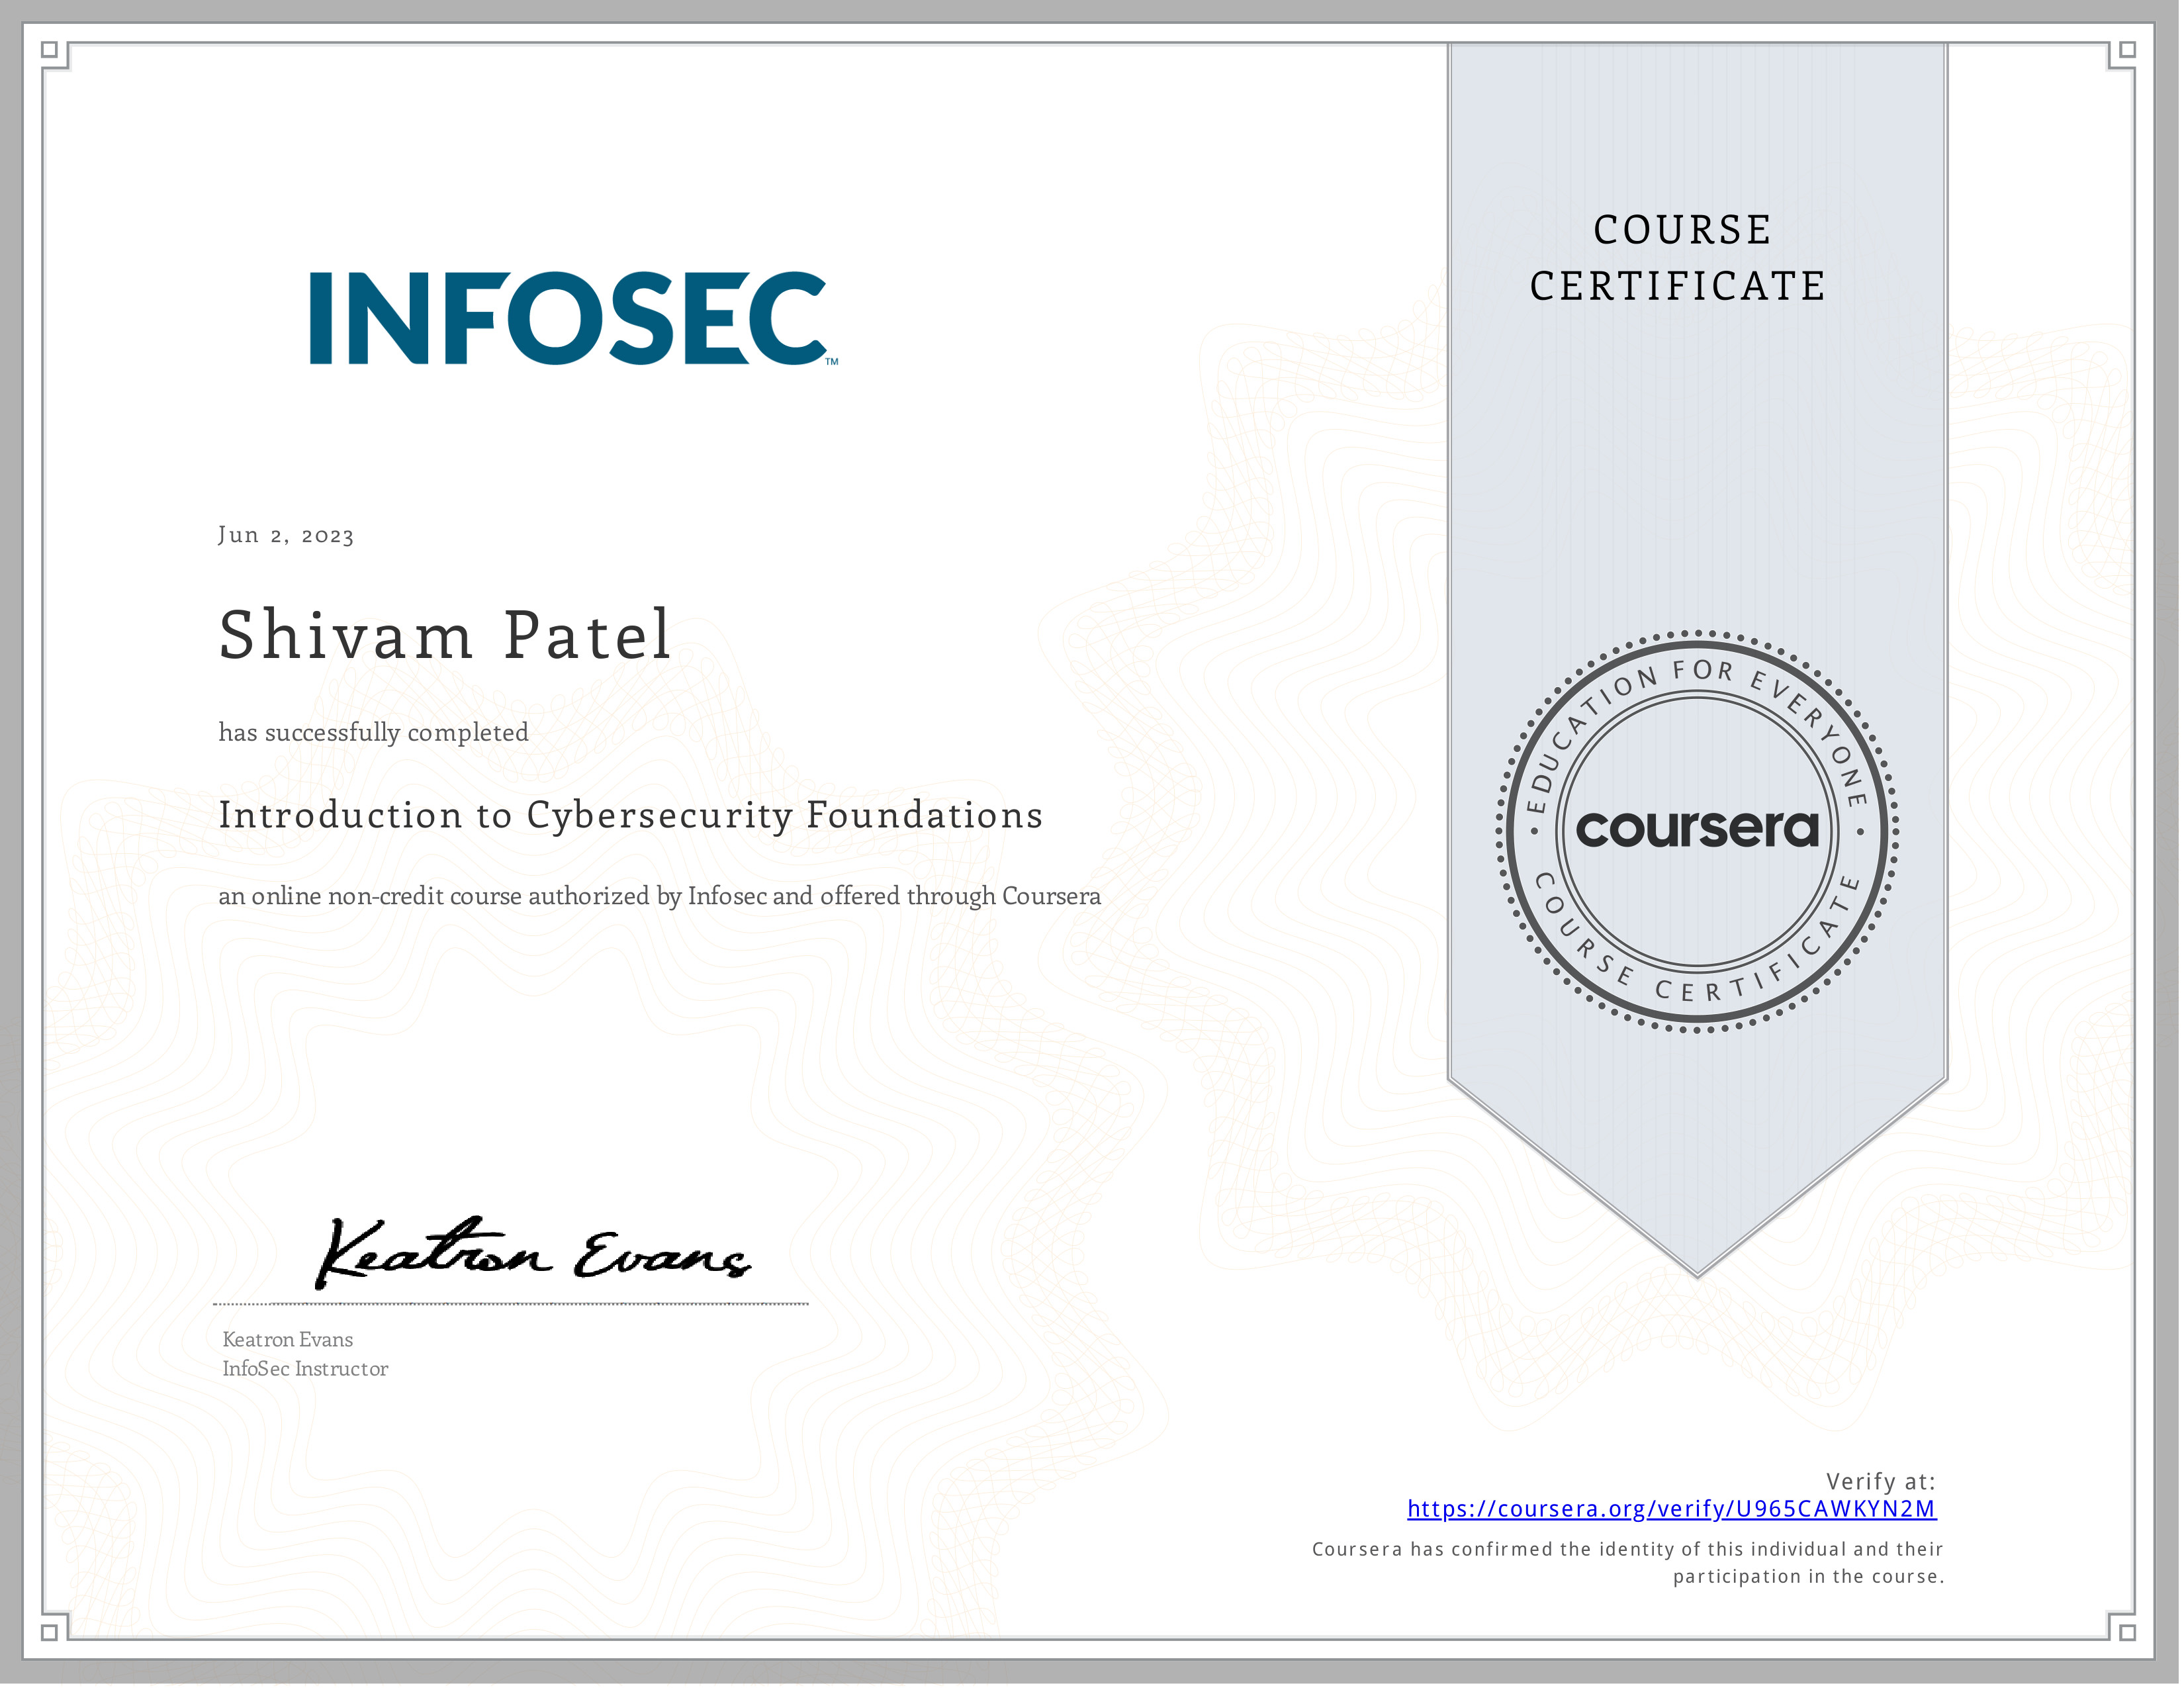 INFOSEC™
COURSE
CERTIFICATE
Jun 2, 2023
Shivam Patel
has successfully completed
Introduction to Cybersecurity Foundations
an online non-credit course authorized by Infosec and offered through Coursera
EDUCATION FOR EVERYONE
coursera
COURSE CERTIFICATE
Keatron Evans
Keatron Evans
InfoSec Instructor
Verify at:
https://coursera.org/verify/U965CAWKYN2M
Coursera has confirmed the identity of this individual and their
participation in the course.